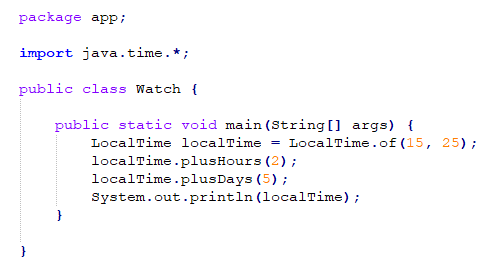 package app;
import java.time.*;
public class Watch {
public static void main(String[] args) {
LocalTime localTime = LocalTime.of(15, 25);
localTime.plusHours(2);
localTime.plusDays(5);
System.out.println(localTime);
}
}